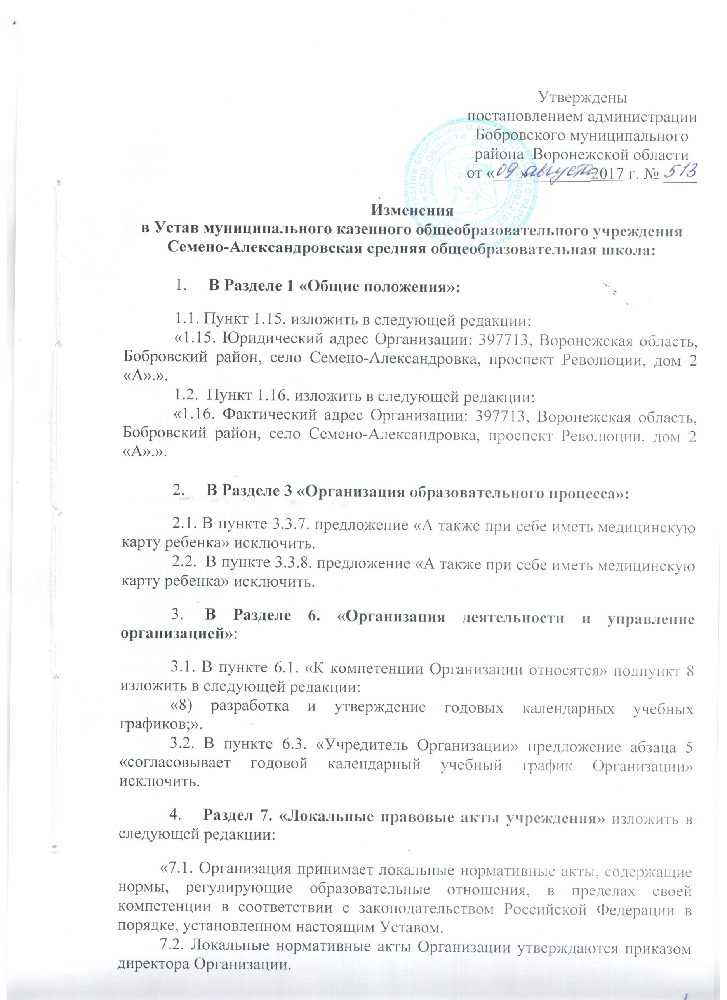 Утверждены
постановлением администрации
Бобровского муниципального
района Воронежской области
от «09» августа 2017 г. № 513
Изменения
в Устав муниципального казенного общеобразовательного учреждения
Семено-Александровская средняя общеобразовательная школа:
1. В Разделе 1 «Общие положения»:
1.1. Пункт 1.15. изложить в следующей редакции:
«1.15. Юридический адрес Организации: 397713, Воронежская область,
Бобровский район, село Семено-Александровка, проспект Революции, дом 2
«А».».
1.2. Пункт 1.16. изложить в следующей редакции:
«1.16. Фактический адрес Организации: 397713, Воронежская область,
Бобровский район, село Семено-Александровка, проспект Революции, дом 2
«А».».
2. В Разделе 3 «Организация образовательного процесса»:
2.1. В пункте 3.3.7. предложение «А также при себе иметь медицинскую
карту ребенка» исключить.
2.2. В пункте 3.3.8. предложение «А также при себе иметь медицинскую
карту ребенка» исключить.
3. В Разделе 6. «Организация деятельности и управление
организацией»:
3.1. В пункте 6.1. «К компетенции Организации относятся» подпункт 8
изложить в следующей редакции:
«8) разработка и утверждение годовых календарных учебных
графиков;».
3.2. В пункте 6.3. «Учредитель Организации» предложение абзаца 5
«согласовывает годовой календарный учебный график Организации»
исключить.
4. Раздел 7. «Локальные правовые акты учреждения» изложить в
следующей редакции:
«7.1. Организация принимает локальные нормативные акты, содержащие
нормы, регулирующие образовательные отношения, в пределах своей
компетенции в соответствии с законодательством Российской Федерации в
порядке, установленном настоящим Уставом.
7.2. Локальные нормативные акты Организации утверждаются приказом
директора Организации.